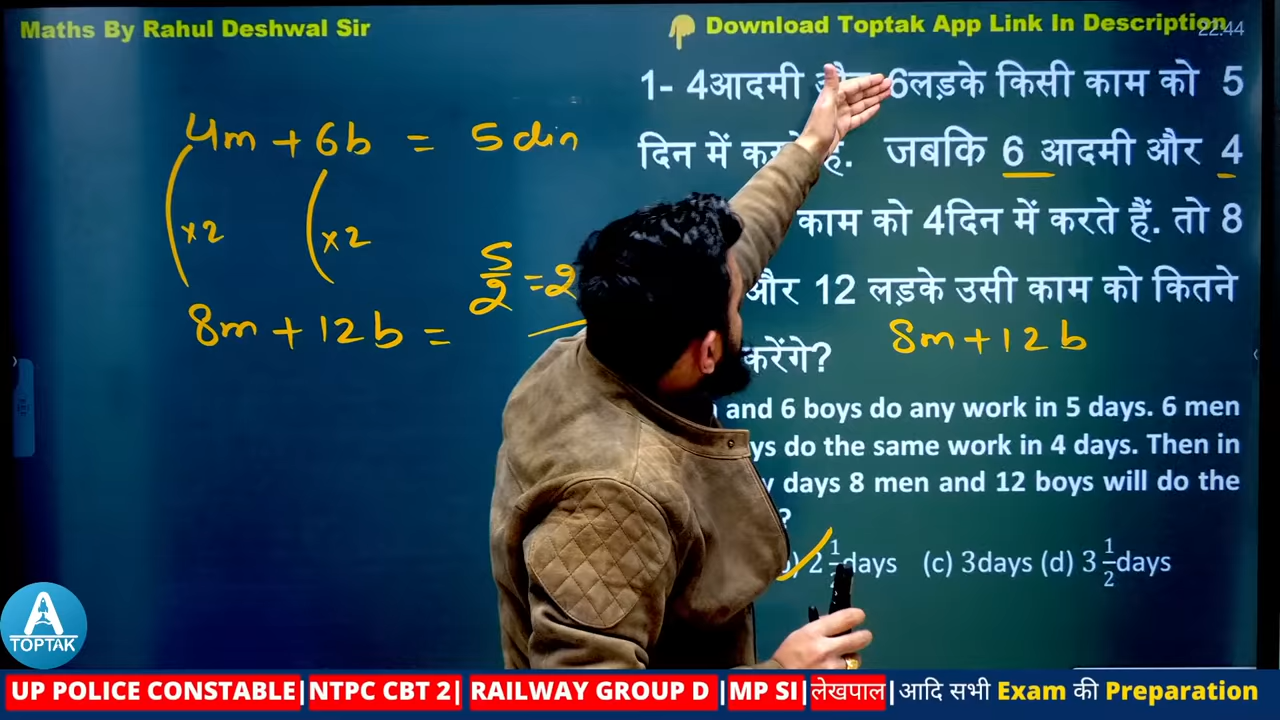 Maths By Rahul Deshwal Sir
Download Toptak App Link In Description
22:44
1- 4आदमी और 6लड़के किसी काम को 5
दिन में करते है. जबकि 6 आदमी और 4
काम को 4दिन में करते हैं. तो 8
और 12 लड़के उसी काम को कितने
करेंगे?
8m + 12b
and 6 boys do any work in 5 days. 6 men
do the same work in 4 days. Then in
days 8 men and 12 boys will do the
?
2 1/2 days (c) 3days (d) 3 1/2 days
4m + 6b = 5 din
×2 ×2
5/2 = 2
8m + 12b =
A
TOPTAK
UP POLICE CONSTABLE| NTPC CBT 2| RAILWAY GROUP D |MP SI| लेखपाल| आदि सभी Exam की Preparation